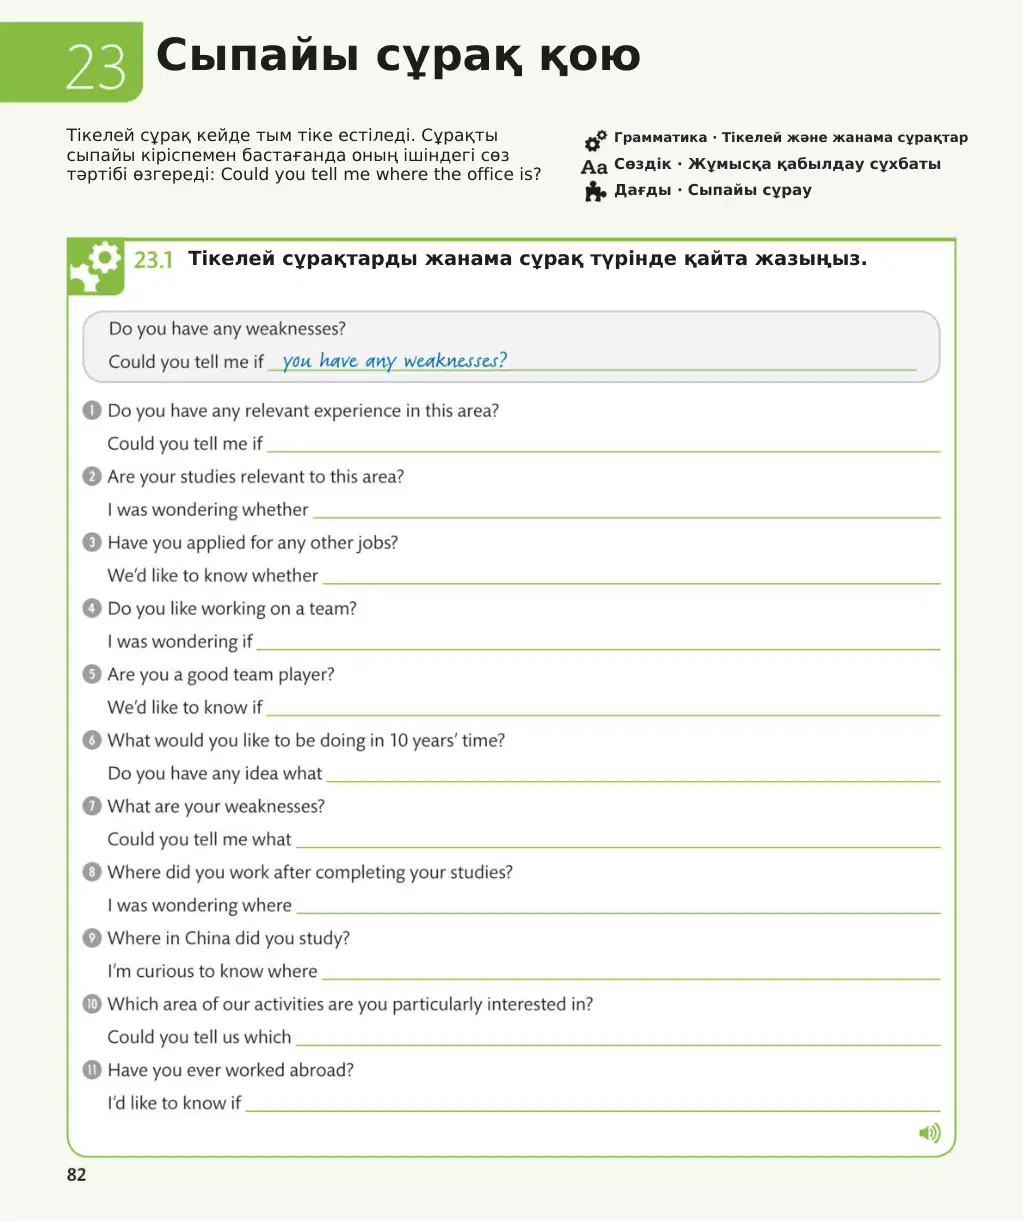 23 Сыпайы сұрақ қою
Тікелей сұрақ кейде тым тіке естіледі. Сұрақты
сыпайы кіріспемен бастағанда оның ішіндегі сөз
тәртібі өзгереді: Could you tell me where the office is?
Грамматика · Тікелей және жанама сұрақтар
Aa Сөздік · Жұмысқа қабылдау сұхбаты
Дағды · Сыпайы сұрау
23.1 Тікелей сұрақтарды жанама сұрақ түрінде қайта жазыңыз.
Do you have any weaknesses?
Could you tell me if you have any weaknesses?
1 Do you have any relevant experience in this area?
Could you tell me if
2 Are your studies relevant to this area?
I was wondering whether
3 Have you applied for any other jobs?
We’d like to know whether
4 Do you like working on a team?
I was wondering if
5 Are you a good team player?
We’d like to know if
6 What would you like to be doing in 10 years’ time?
Do you have any idea what
7 What are your weaknesses?
Could you tell me what
8 Where did you work after completing your studies?
I was wondering where
9 Where in China did you study?
I’m curious to know where
10 Which area of our activities are you particularly interested in?
Could you tell us which
11 Have you ever worked abroad?
I’d like to know if
82